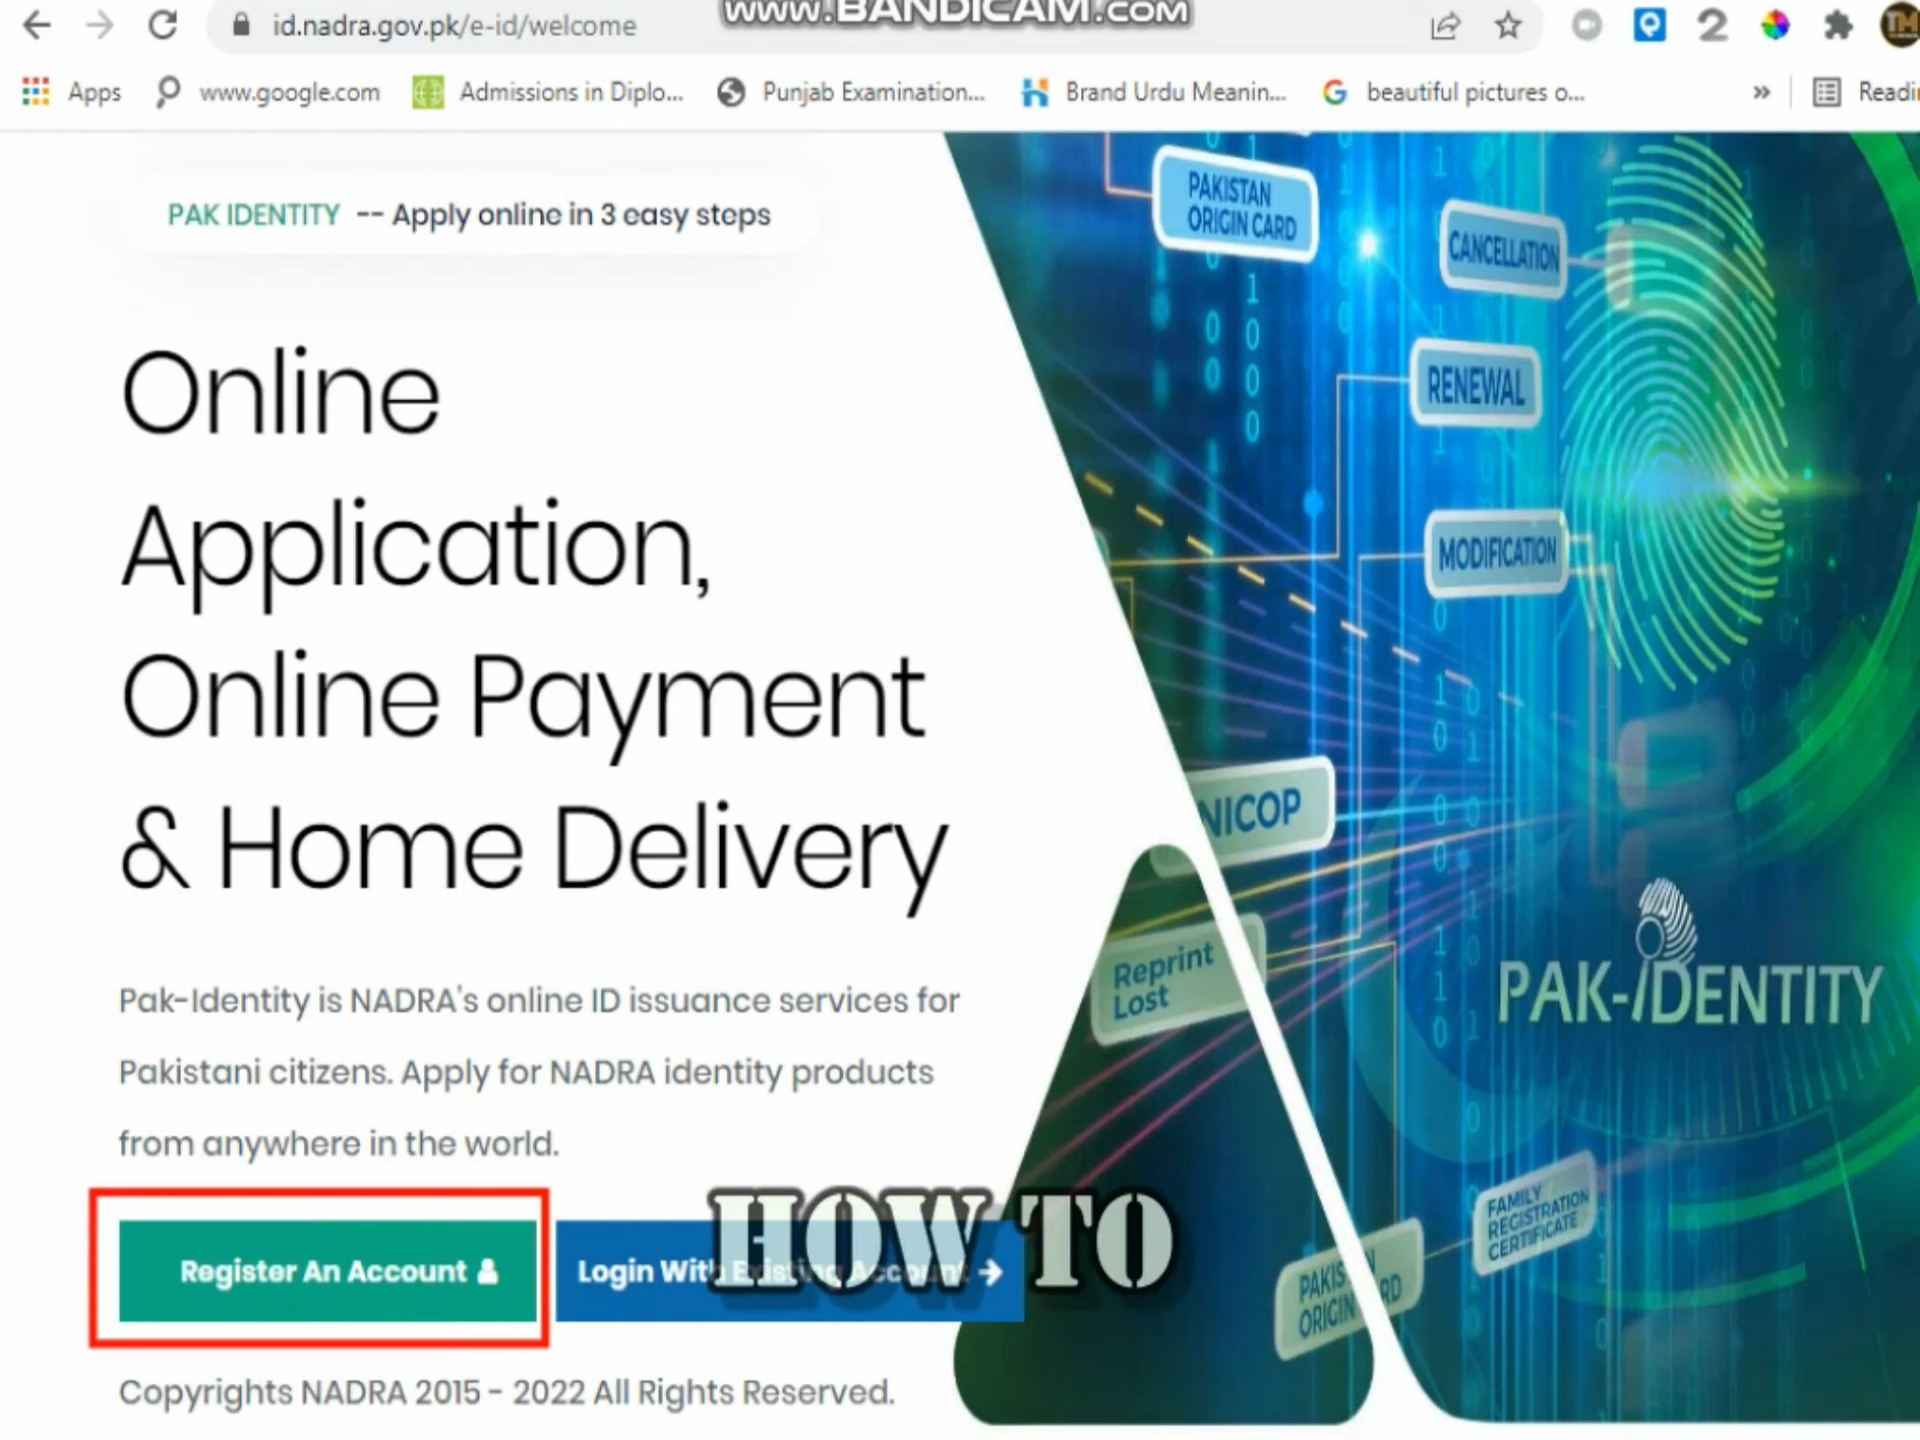 WWW.BANDICAM.COM
id.nadra.gov.pk/e-id/welcome
Apps
www.google.com
Admissions in Diplo...
Punjab Examination...
Brand Urdu Meanin...
beautiful pictures o...
»
PAK IDENTITY -- Apply online in 3 easy steps
Online
Application,
Online Payment
& Home Delivery
Pak-Identity is NADRA's online ID issuance services for
Pakistani citizens. Apply for NADRA identity products
from anywhere in the world.
Register An Account
Login With Existing Account
HOW TO
Copyrights NADRA 2015 - 2022 All Rights Reserved.
PAKISTAN
ORIGIN CARD
CANCELLATION
RENEWAL
MODIFICATION
NICOP
Reprint
Lost
PAK-IDENTITY
FAMILY
REGISTRATION
CERTIFICATE